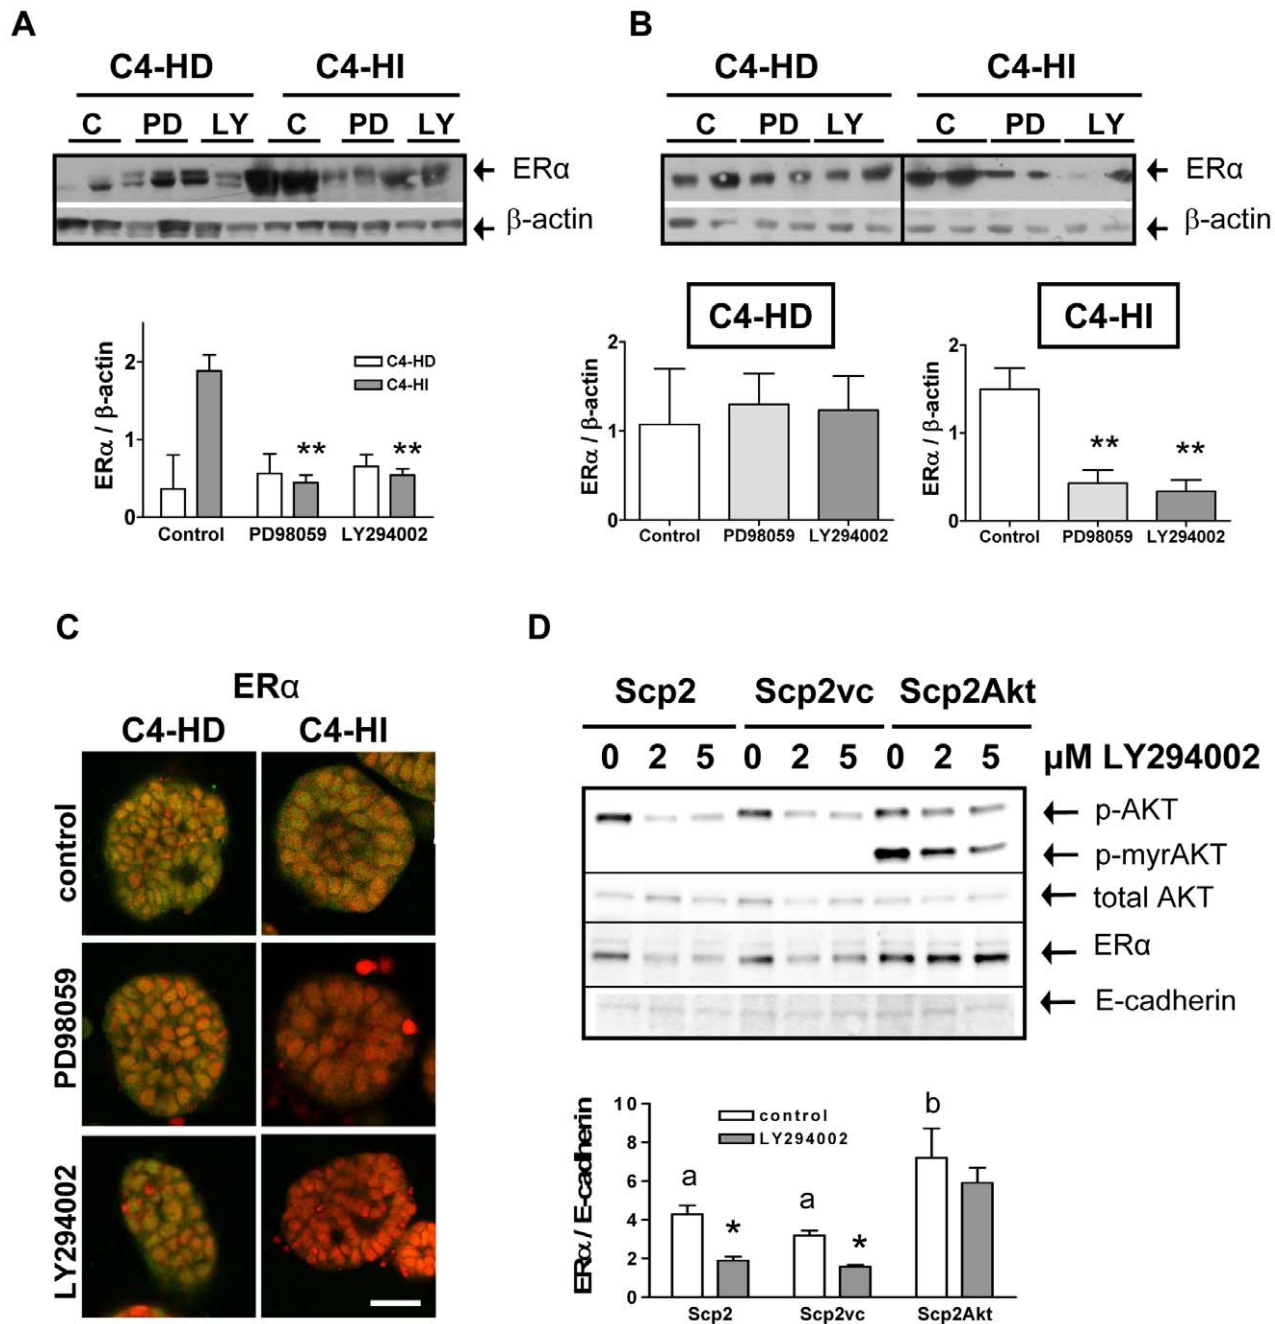 A
C4-HD C4-HI
C PD LY C PD LY
ERα
β-actin
ERα / β-actin
2
1
0
C4-HD
C4-HI
** **
Control PD98059 LY294002
B
C4-HD C4-HI
C PD LY C PD LY
ERα
β-actin
C4-HD
ERα / β-actin
2
1
0
Control PD98059 LY294002
C4-HI
ERα / β-actin
2
1
0
** **
Control PD98059 LY294002
C
ERα
C4-HD C4-HI
control
PD98059
LY294002
D
Scp2 Scp2vc Scp2Akt
0 2 5 0 2 5 0 2 5 µM LY294002
p-AKT
p-myrAKT
total AKT
ERα
E-cadherin
ERα / E-cadherin
10
8
6
4
2
0
control
LY294002
a * a * b
Scp2 Scp2vc Scp2Akt